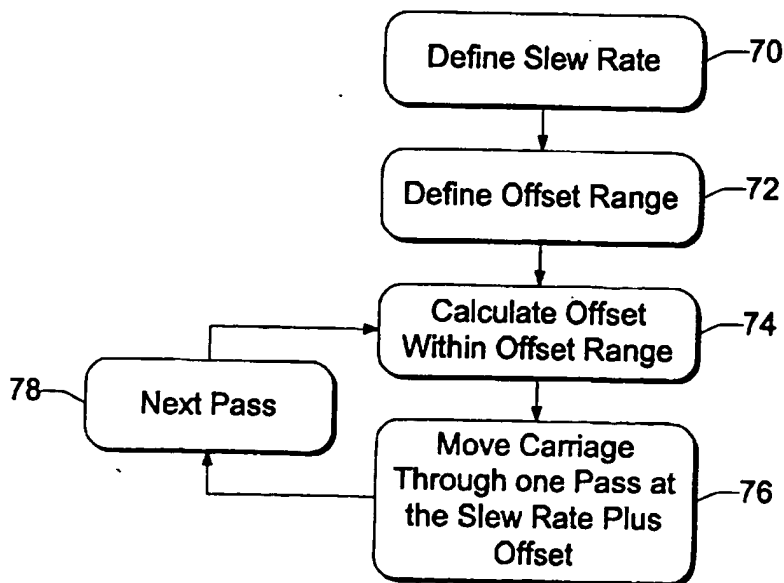 Define Slew Rate
70
Define Offset Range
72
Calculate Offset
Within Offset Range
74
78
Next Pass
Move Carriage
Through one Pass at
the Slew Rate Plus
Offset
76